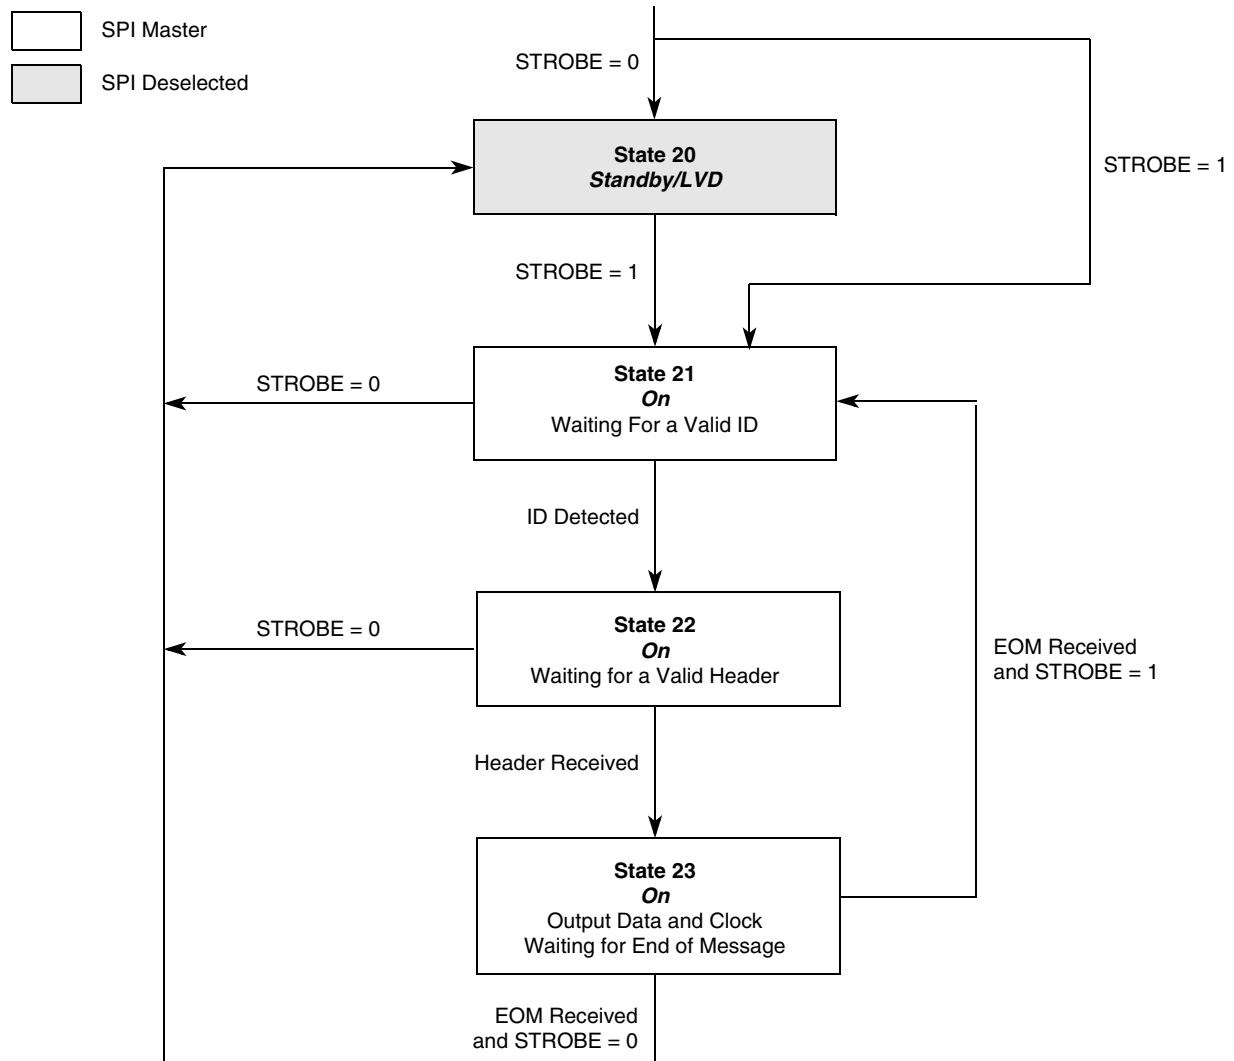 SPI Master
SPI Deselected
STROBE = 0
STROBE = 1
State 20
Standby/LVD
STROBE = 1
STROBE = 0
State 21
On
Waiting For a Valid ID
ID Detected
STROBE = 0
State 22
On
Waiting for a Valid Header
EOM Received
and STROBE = 1
Header Received
State 23
On
Output Data and Clock
Waiting for End of Message
EOM Received
and STROBE = 0